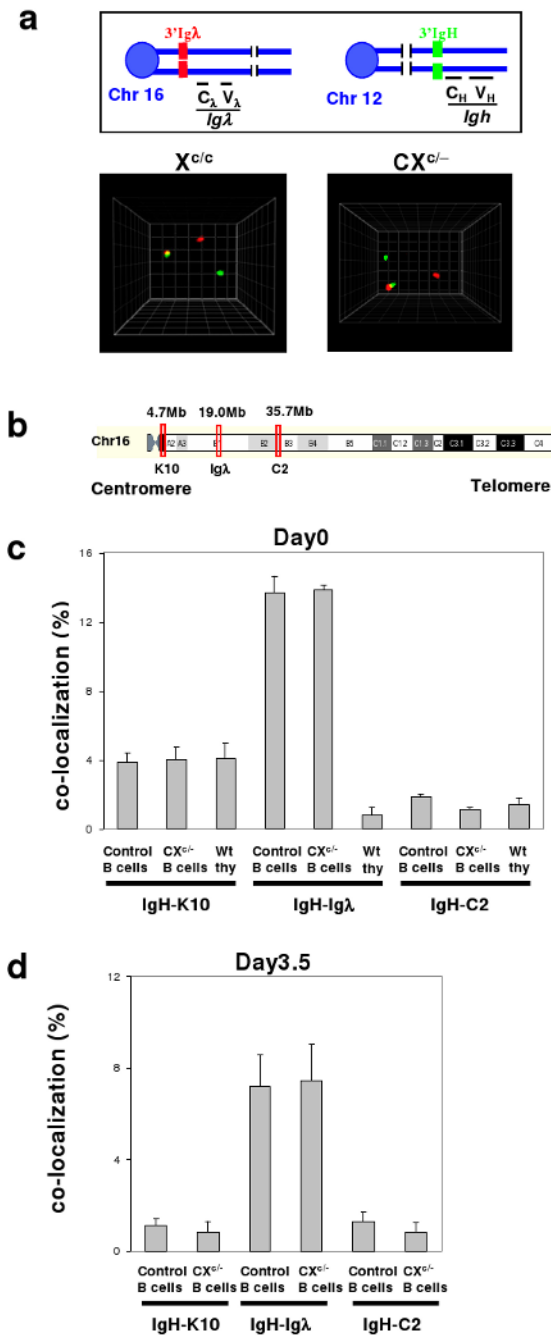 a
3'Igλ
3'IgH
Chr 16
Cλ Vλ
Igλ
Chr 12
CH VH
Igh
Xc/c
CXc/–
b
4.7Mb 19.0Mb 35.7Mb
Chr16
A2 A3 B2 B3 B4 B5 C1.1 C1.2 C1.3 C2 C3.1 C3.2 C3.3 C4
K10 Igλ C2
Centromere Telomere
c
Day0
co-localization (%)
16
12
8
4
0
Control B cells
CXc/- B cells
Wt thy
Control B cells
CXc/- B cells
Wt thy
Control B cells
CXc/- B cells
Wt thy
IgH-K10 IgH-Igλ IgH-C2
d
Day3.5
co-localization (%)
12
8
4
0
Control B cells
CXc/- B cells
Control B cells
CXc/- B cells
Control B cells
CXc/- B cells
IgH-K10 IgH-Igλ IgH-C2